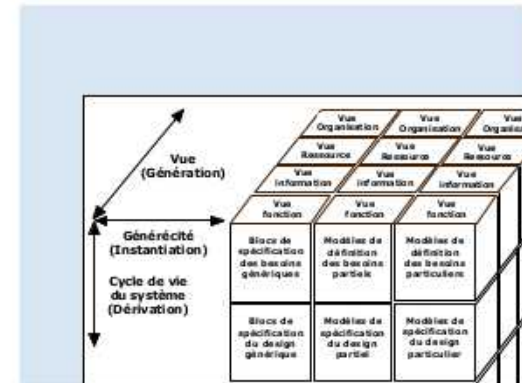 Vue Vue Vue
Organisation Organisation
Vue Vue Vue
Ressource Ressource Ressource
Vue Vue Vue
information information information
Vue Vue Vue
fonction fonction fonction
Vue
(Génération)
Générécité
(Instantiation)
Cycle de vie
du système
(Dérivation)
Blocs de
spécification
des besoins
génériques
Modèles de
définition
des besoins
partiels
Modèles de
définition
des besoins
particuliers
Blocs de
spécification
du design
générique
Modèles de
spécification
du design
partiel
Modèles de
spécification
du design
particulier